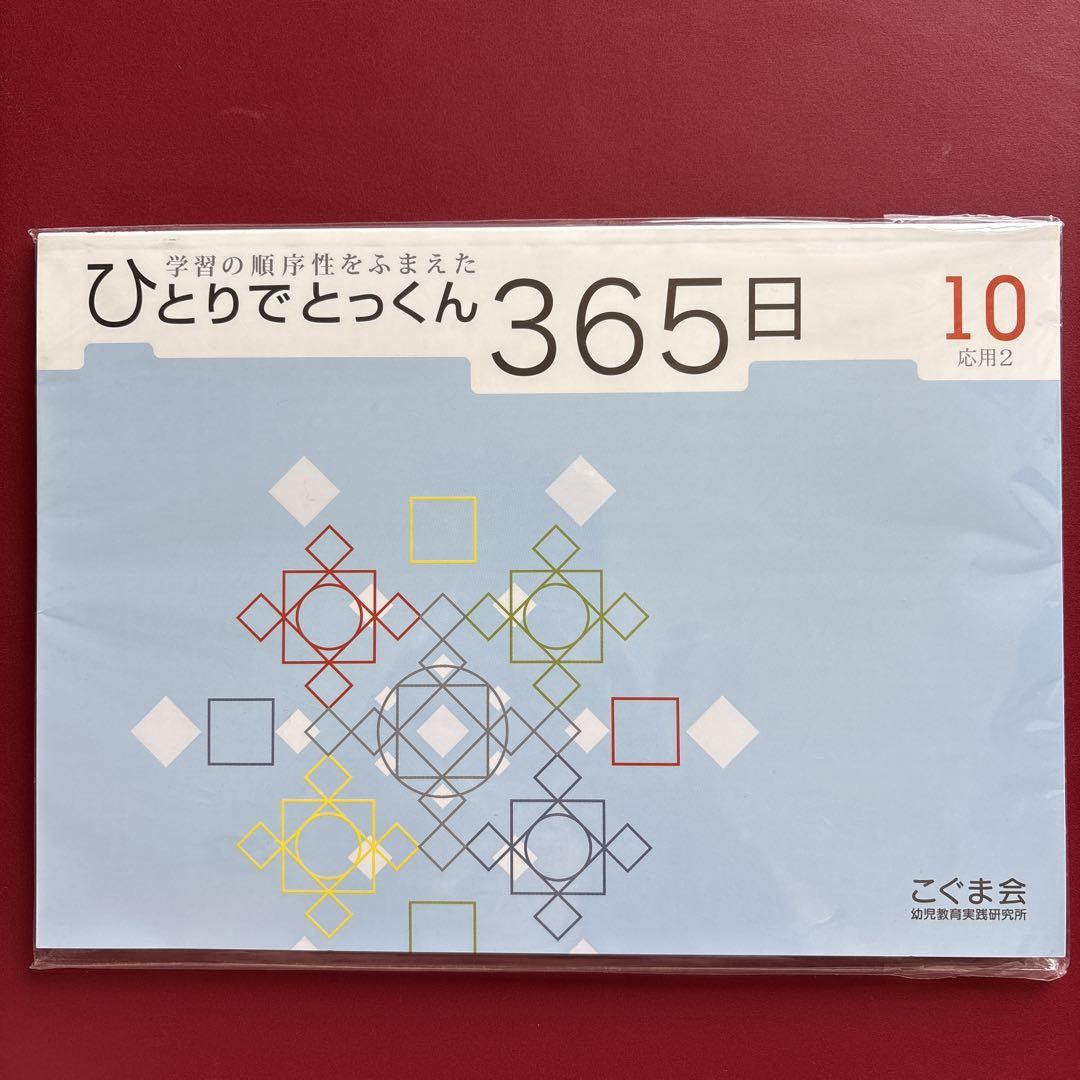 学習の順序性をふまえた
ひとりでとっくん365日
10
応用2
こぐま会
幼児教育実践研究所